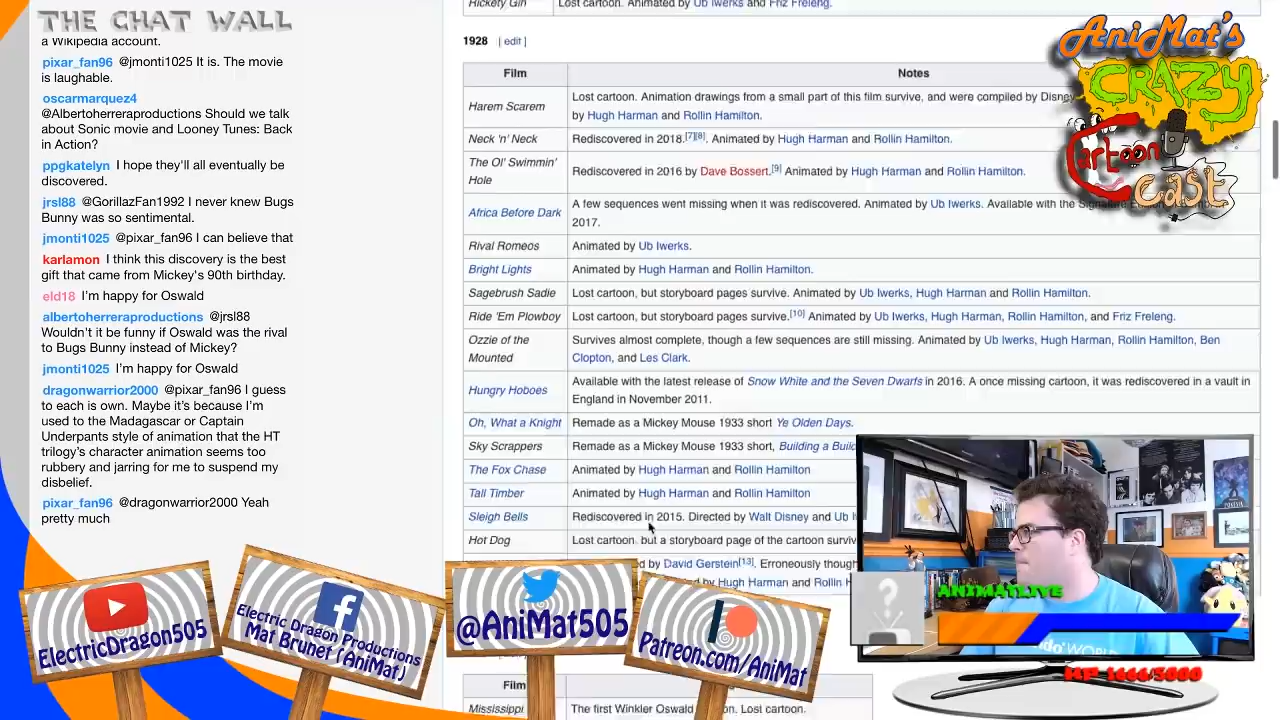 THE CHAT WALL
a Wikipedia account.
pixar_fan96 @jmonti1025 It is. The movie
is laughable.
oscarmarquez4
@Albertoherreraproductions Should we talk
about Sonic movie and Looney Tunes: Back
in Action?
ppgkatelyn I hope they'll all eventually be
discovered.
jrsl88 @GorillazFan1992 I never knew Bugs
Bunny was so sentimental.
jmonti1025 @pixar_fan96 I can believe that
karlamon I think this discovery is the best
gift that came from Mickey's 90th birthday.
eld18 I'm happy for Oswald
albertoherreraproductions @jrsl88
Wouldn't it be funny if Oswald was the rival
to Bugs Bunny instead of Mickey?
jmonti1025 I'm happy for Oswald
dragonwarrior2000 @pixar_fan96 I guess
to each is own. Maybe it's because I'm
used to the Madagascar or Captain
Underpants style of animation that the HT
trilogy's character animation seems too
rubbery and jarring for me to suspend my
disbelief.
pixar_fan96 @dragonwarrior2000 Yeah
pretty much
Rickety Gin Lost cartoon. Animated by Ub Iwerks and Friz Freleng.
1928 [ edit ]
Film Notes
Harem Scarem Lost cartoon. Animation drawings from a small part of this film survive, and were compiled by Disney
by Hugh Harman and Rollin Hamilton.
Neck 'n' Neck Rediscovered in 2018.[7][8]. Animated by Hugh Harman and Rollin Hamilton.
The Ol' Swimmin'
Hole Rediscovered in 2016 by Dave Bossert.[9] Animated by Hugh Harman and Rollin Hamilton.
Africa Before Dark A few sequences went missing when it was rediscovered. Animated by Ub Iwerks. Available with the
2017.
Rival Romeos Animated by Ub Iwerks.
Bright Lights Animated by Hugh Harman and Rollin Hamilton.
Sagebrush Sadie Lost cartoon, but storyboard pages survive. Animated by Ub Iwerks, Hugh Harman and Rollin Hamilton.
Ride 'Em Plowboy Lost cartoon, but storyboard pages survive.[10] Animated by Ub Iwerks, Hugh Harman, Rollin Hamilton, and Friz Freleng.
Ozzie of the
Mounted Survives almost complete, though a few sequences are still missing. Animated by Ub Iwerks, Hugh Harman, Rollin Hamilton, Ben
Clopton, and Les Clark.
Hungry Hoboes Available with the latest release of Snow White and the Seven Dwarfs in 2016. A once missing cartoon, it was rediscovered in a vault in
England in November 2011.
Oh, What a Knight Remade as a Mickey Mouse 1933 short Ye Olden Days.
Sky Scrappers Remade as a Mickey Mouse 1933 short, Building a
The Fox Chase Animated by Hugh Harman and Rollin Hamilton
Tall Timber Animated by Hugh Harman and Rollin Hamilton
Sleigh Bells Rediscovered in 2015. Directed by Walt Disney and Ub
Hot Dog Lost cartoon, but a storyboard page of the cartoon
by David Gerstein[13]. Erroneously
by Hugh Harman and Rollin
Film
Mississippi The first Winkler Oswald Lost cartoon.
AniMat's
CRAZY
Cartoon
Cast
ElectricDragon505
Electric Dragon Productions
Mat Brunet (AniMat)
@AniMat505
Patreon.com/AniMat
ANIMATLIVE
HP 1666/3000